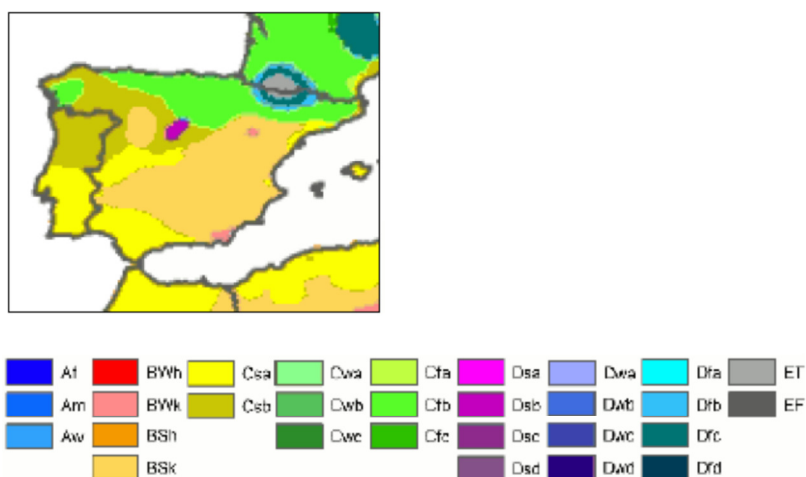 Af BWh Csa Cwa Cfa Dsa Dwa Dfa ET
Am BWk Csb Cwb Cfb Dsb Dwb Dfb EF
Aw BSh Cwc Cfc Dsc Dwc Dfc
BSk Dsd Dwd Dfd